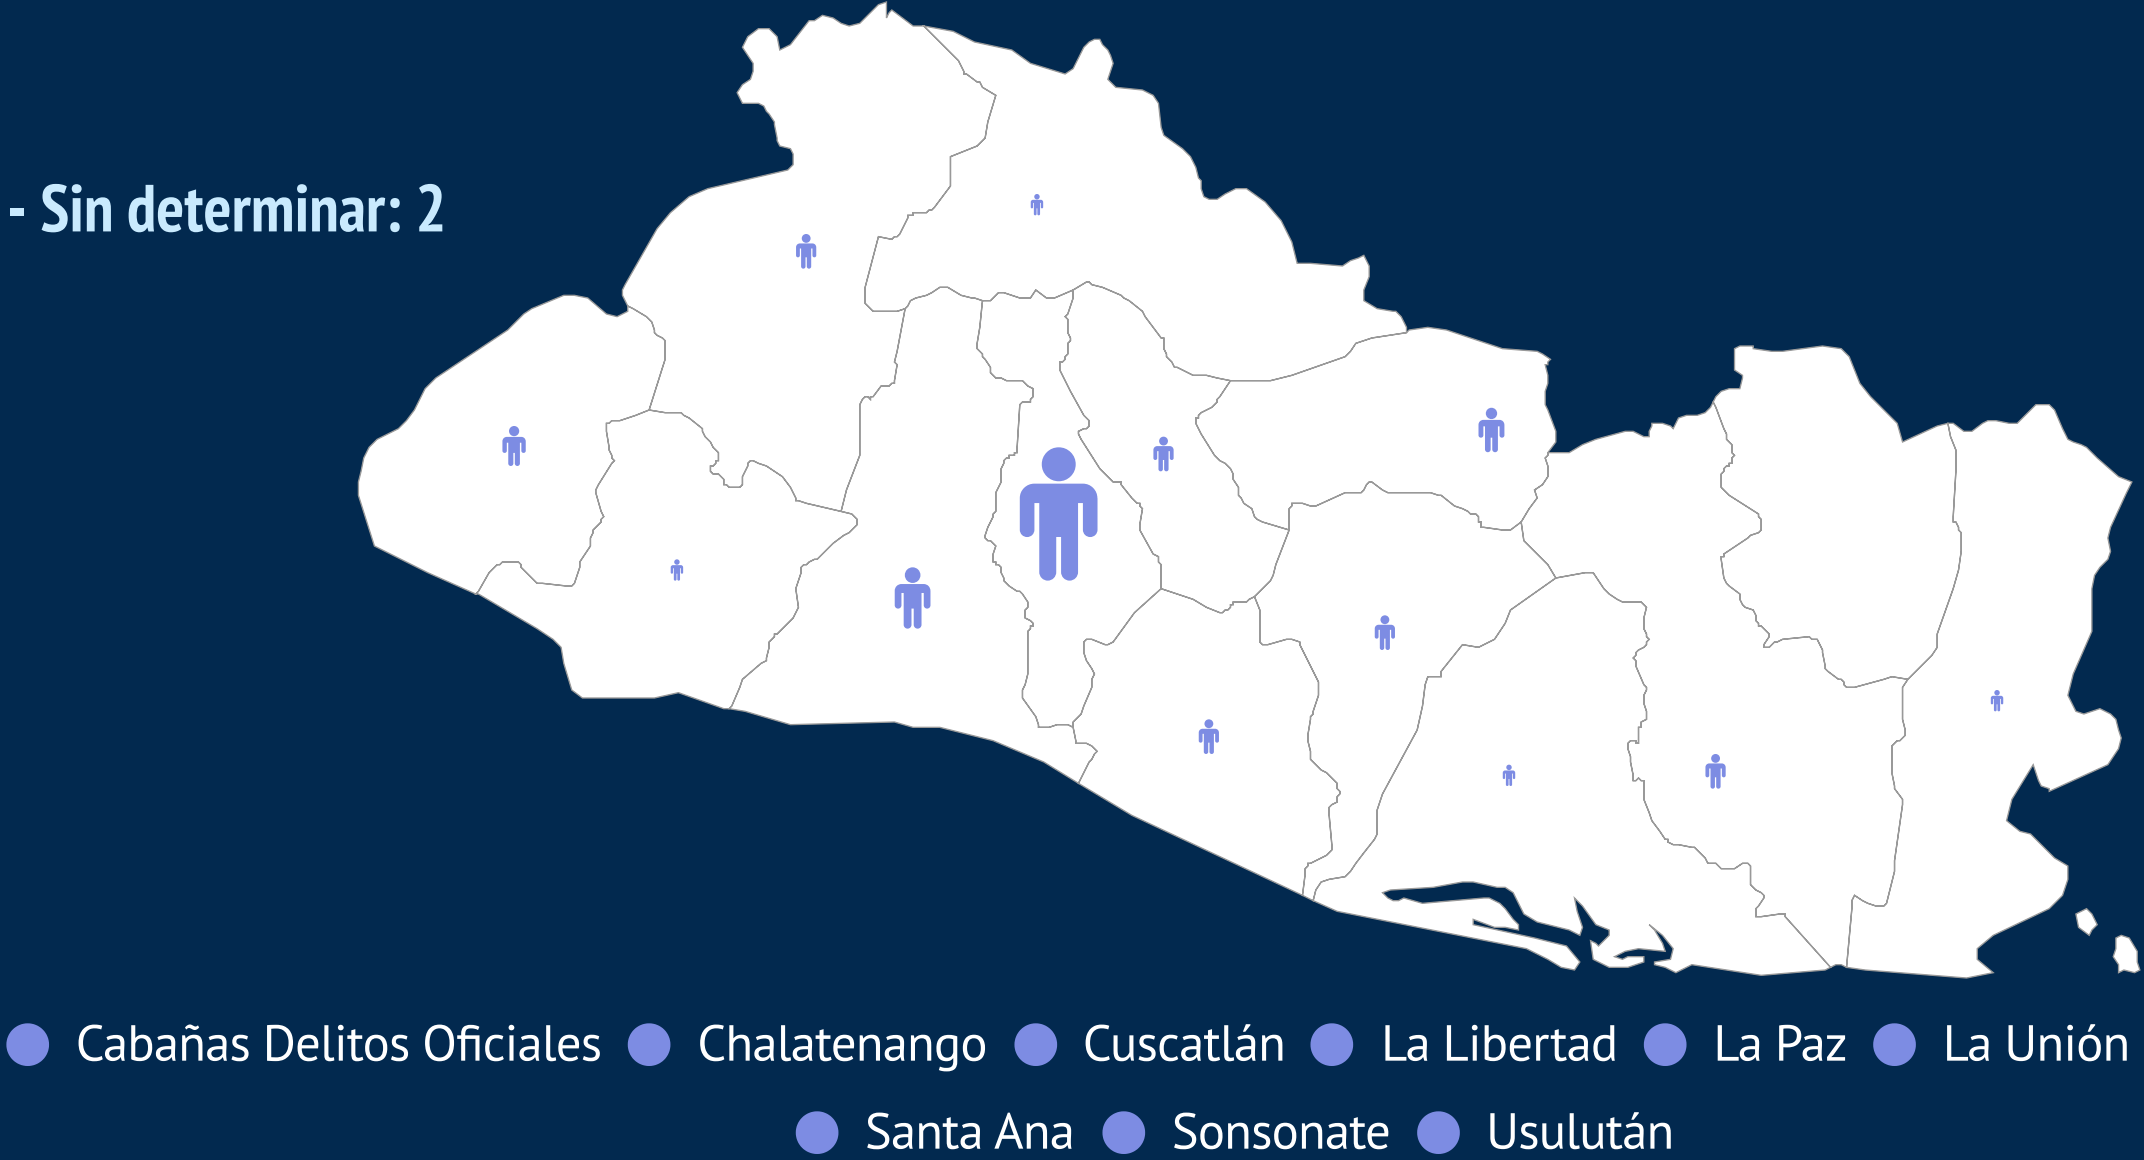 - Sin determinar: 2
Cabañas Delitos Oficiales Chalatenango Cuscatlán La Libertad La Paz La Unión
Santa Ana Sonsonate Usulután